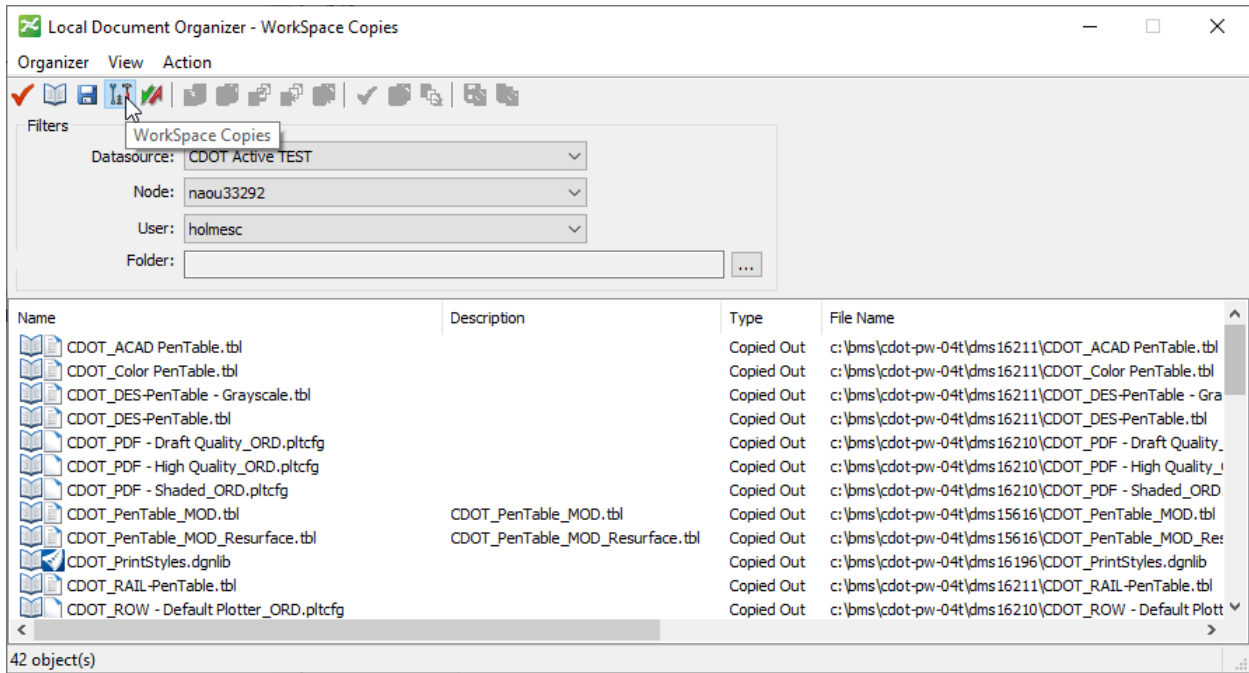 Local Document Organizer - WorkSpace Copies
Organizer View Action
Filters
WorkSpace Copies
Datasource: CDOT Active TEST
Node: naou33292
User: holmesc
Folder:
...
Name Description Type File Name
CDOT_ACAD PenTable.tbl Copied Out c:\bms\cdot-pw-04t\dms16211\CDOT_ACAD PenTable.tbl
CDOT_Color PenTable.tbl Copied Out c:\bms\cdot-pw-04t\dms16211\CDOT_Color PenTable.tbl
CDOT_DES-PenTable - Grayscale.tbl Copied Out c:\bms\cdot-pw-04t\dms16211\CDOT_DES-PenTable - Gra
CDOT_DES-PenTable.tbl Copied Out c:\bms\cdot-pw-04t\dms16211\CDOT_DES-PenTable.tbl
CDOT_PDF - Draft Quality_ORD.pltcfg Copied Out c:\bms\cdot-pw-04t\dms16210\CDOT_PDF - Draft Quality_
CDOT_PDF - High Quality_ORD.pltcfg Copied Out c:\bms\cdot-pw-04t\dms16210\CDOT_PDF - High Quality_
CDOT_PDF - Shaded_ORD.pltcfg Copied Out c:\bms\cdot-pw-04t\dms16210\CDOT_PDF - Shaded_ORD
CDOT_PenTable_MOD.tbl CDOT_PenTable_MOD.tbl Copied Out c:\bms\cdot-pw-04t\dms15616\CDOT_PenTable_MOD.tbl
CDOT_PenTable_MOD_Resurface.tbl CDOT_PenTable_MOD_Resurface.tbl Copied Out c:\bms\cdot-pw-04t\dms15616\CDOT_PenTable_MOD_Res
CDOT_PrintStyles.dgnlib Copied Out c:\bms\cdot-pw-04t\dms16196\CDOT_PrintStyles.dgnlib
CDOT_RAIL-PenTable.tbl Copied Out c:\bms\cdot-pw-04t\dms16211\CDOT_RAIL-PenTable.tbl
CDOT_ROW - Default Plotter_ORD.pltcfg Copied Out c:\bms\cdot-pw-04t\dms16210\CDOT_ROW - Default Plott
42 object(s)